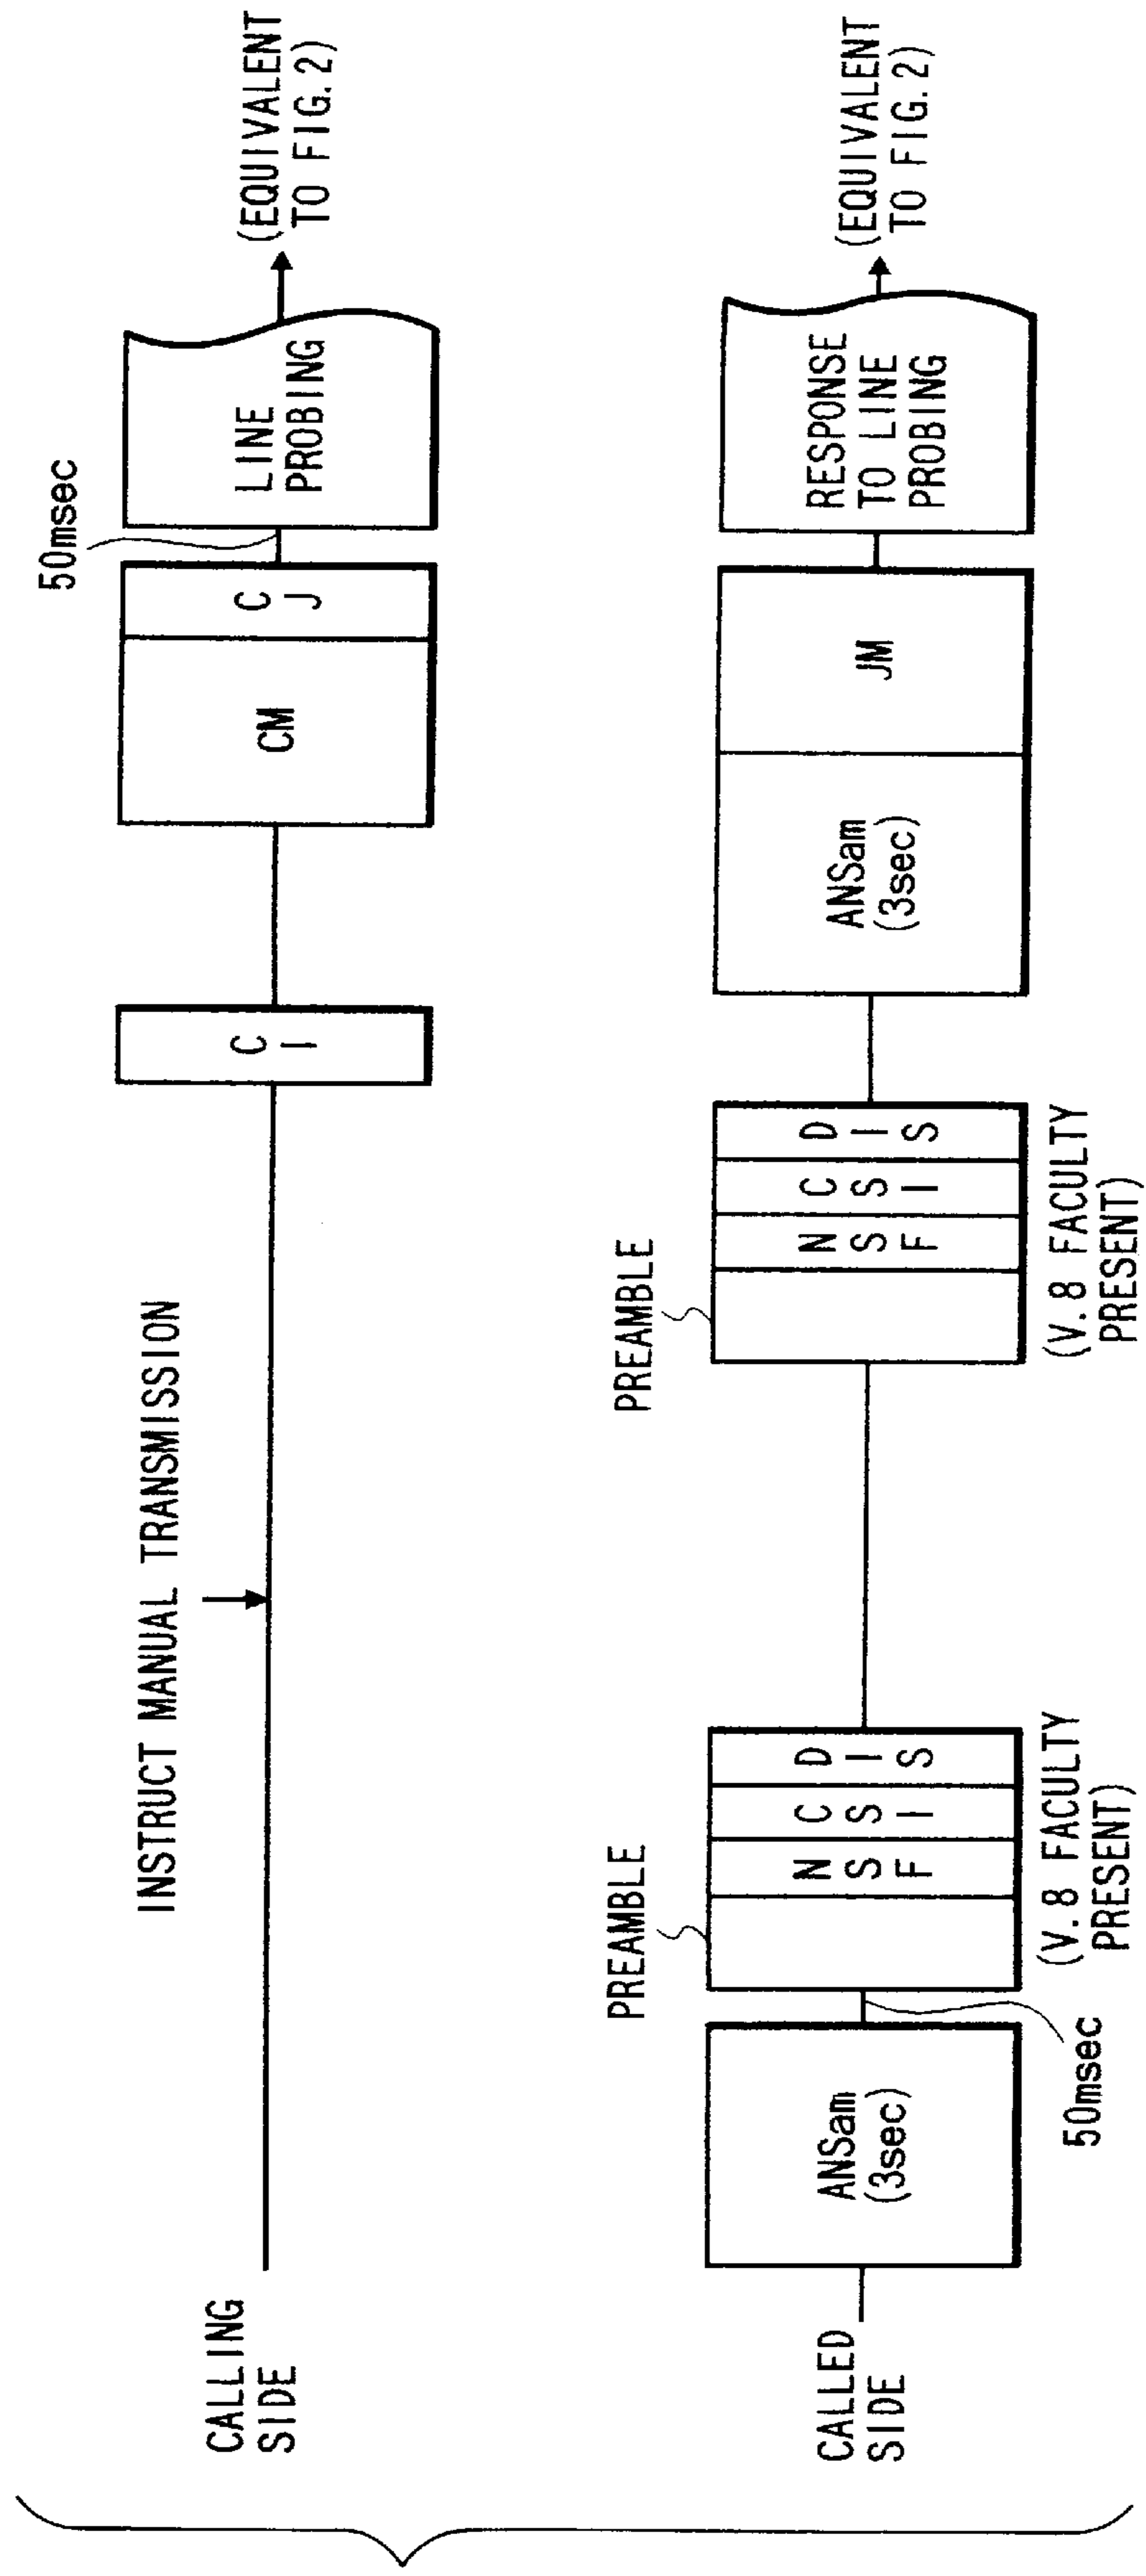 CALLING
SIDE
INSTRUCT MANUAL TRANSMISSION
C
I
CM
C
J
50msec
LINE
PROBING
(EQUIVALENT
TO FIG.2)
CALLED
SIDE
ANSam
(3sec)
50msec
PREAMBLE
N
S
F
C
S
I
D
I
S
(V.8 FACULTY
PRESENT)
PREAMBLE
N
S
F
C
S
I
D
I
S
(V.8 FACULTY
PRESENT)
ANSam
(3sec)
JM
RESPONSE
TO LINE
PROBING
(EQUIVALENT
TO FIG.2)